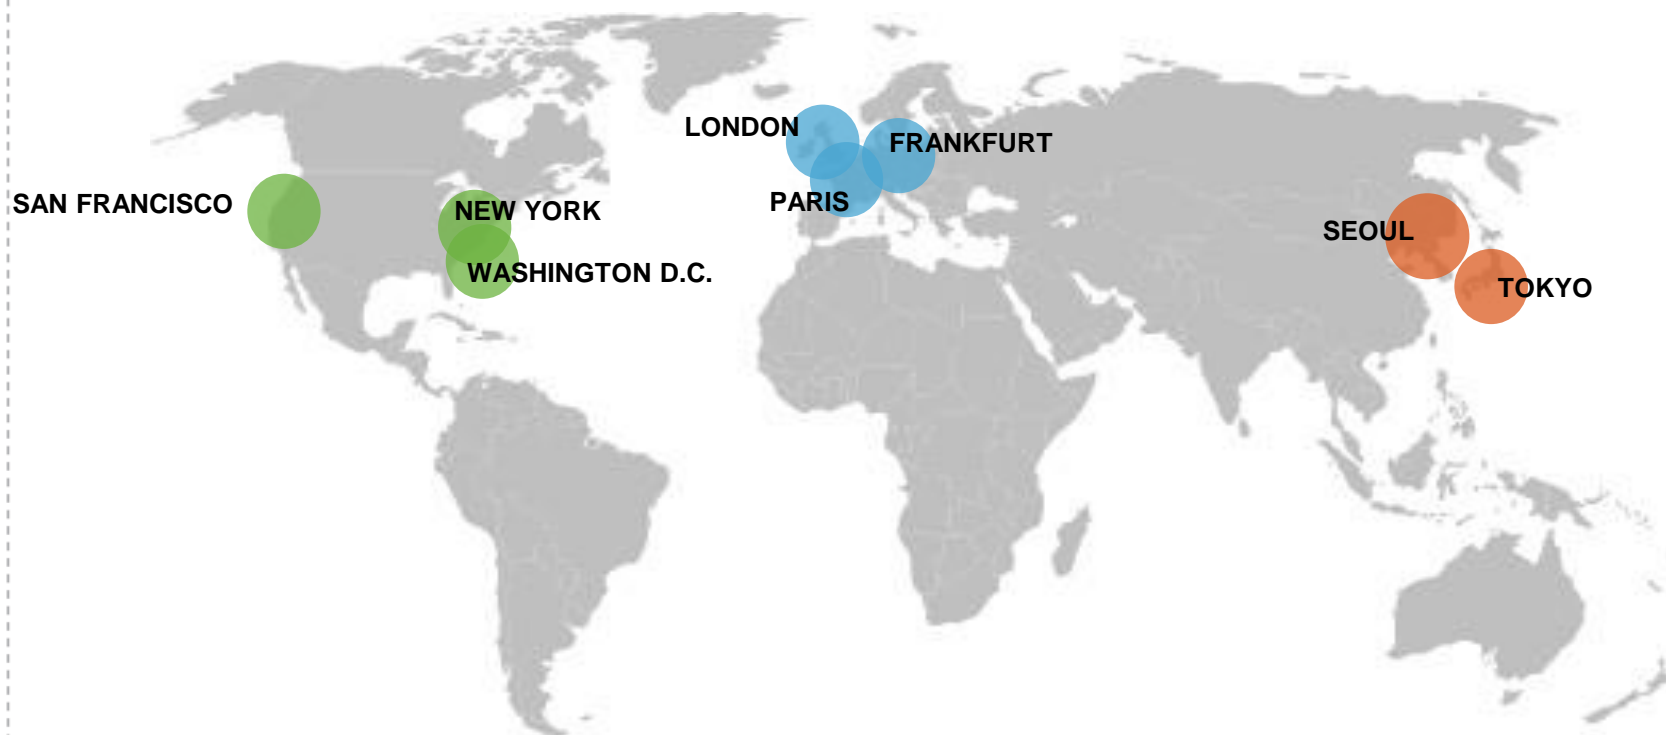 LONDON
FRANKFURT
SAN FRANCISCO
NEW YORK
PARIS
SEOUL
WASHINGTON D.C.
TOKYO